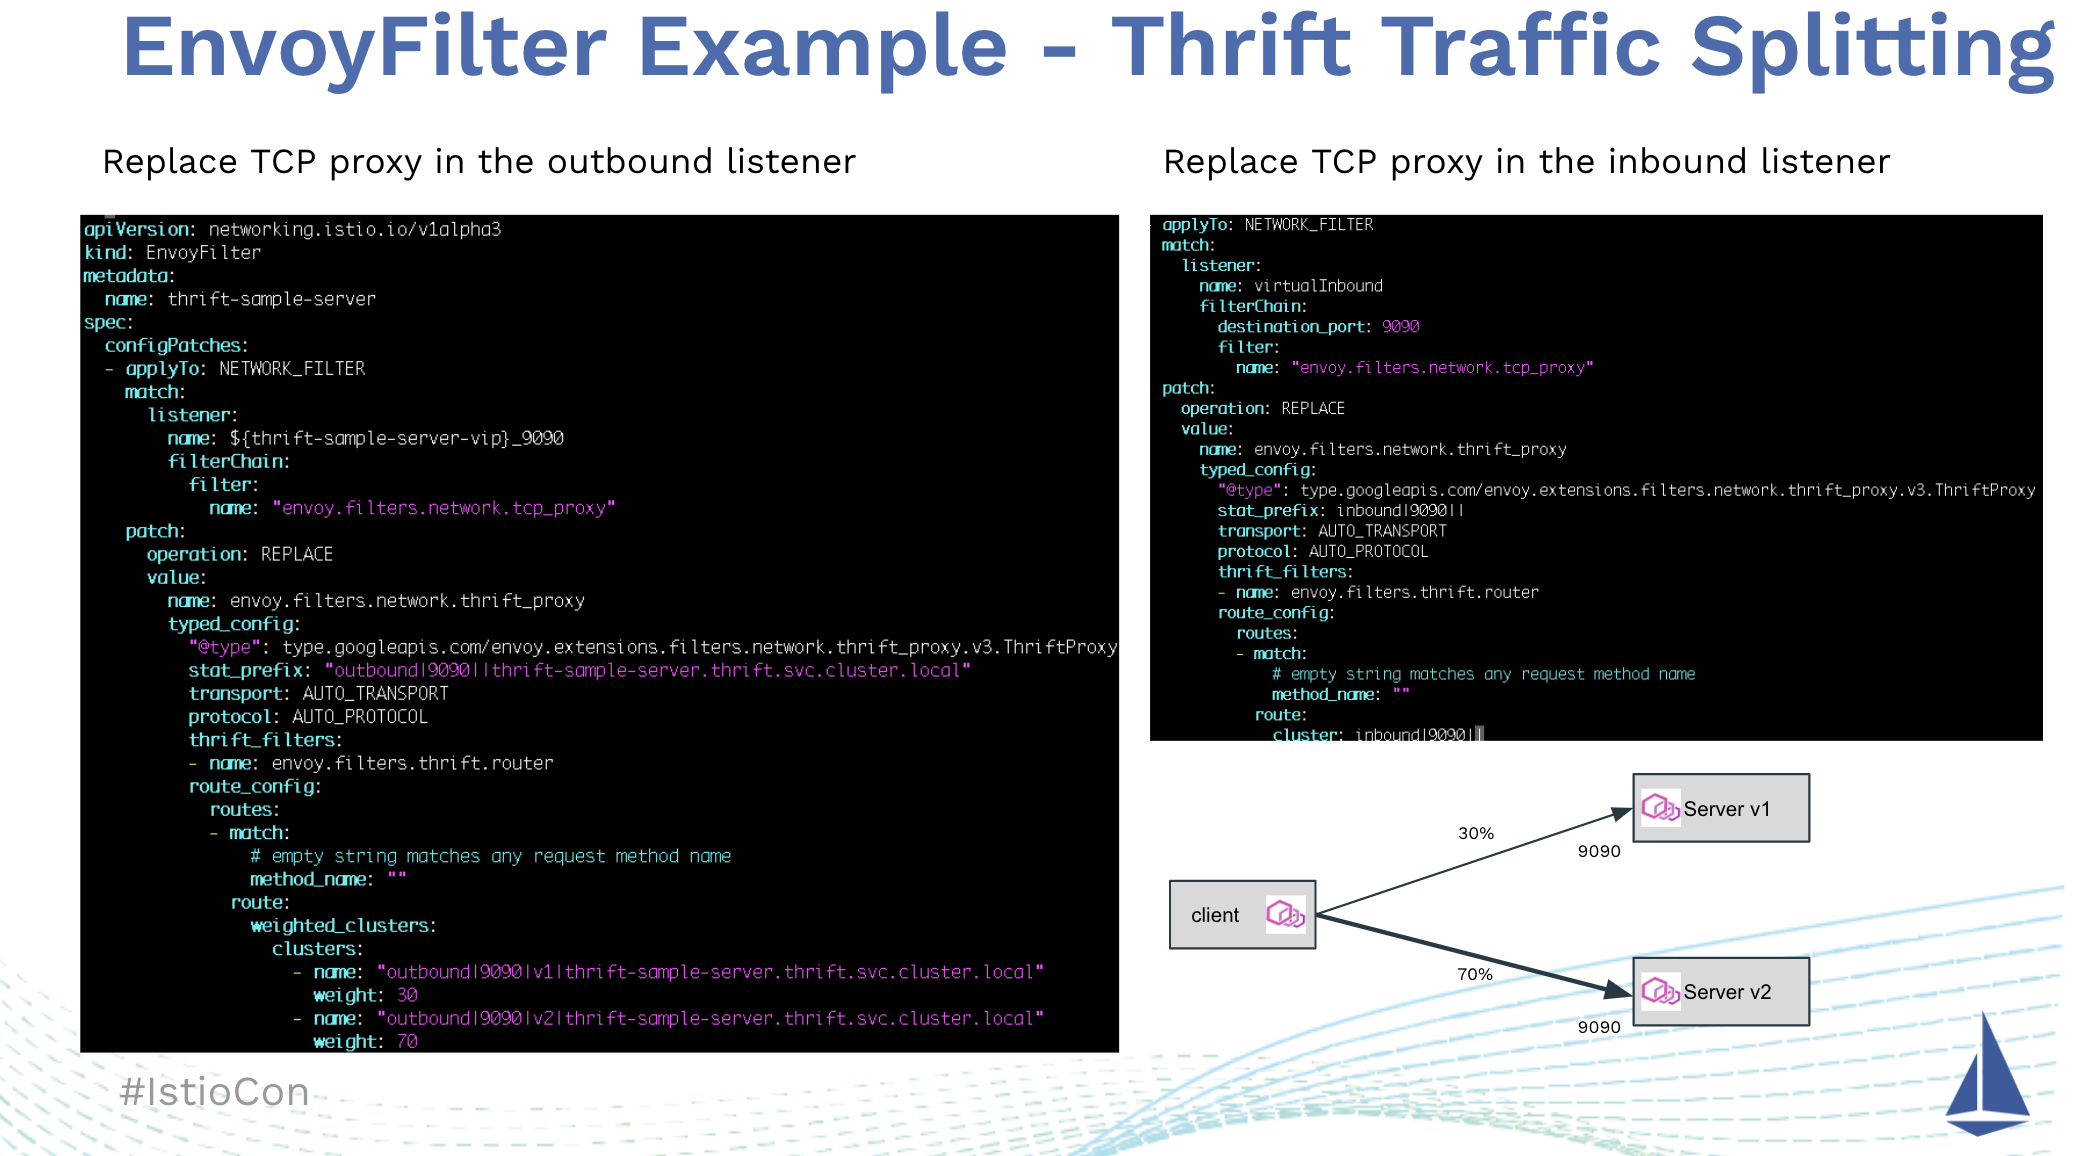 EnvoyFilter Example - Thrift Traffic Splitting
Replace TCP proxy in the outbound listener
apiVersion: networking.istio.io/v1alpha3
kind: EnvoyFilter
metadata:
  name: thrift-sample-server
spec:
  configPatches:
  - applyTo: NETWORK_FILTER
    match:
      listener:
        name: ${thrift-sample-server-vip}_9090
        filterChain:
          filter:
            name: "envoy.filters.network.tcp_proxy"
    patch:
      operation: REPLACE
      value:
        name: envoy.filters.network.thrift_proxy
        typed_config:
          "@type": type.googleapis.com/envoy.extensions.filters.network.thrift_proxy.v3.ThriftProxy
          stat_prefix: "outbound|9090||thrift-sample-server.thrift.svc.cluster.local"
          transport: AUTO_TRANSPORT
          protocol: AUTO_PROTOCOL
          thrift_filters:
          - name: envoy.filters.thrift.router
          route_config:
            routes:
            - match:
                # empty string matches any request method name
                method_name: ""
              route:
                weighted_clusters:
                  clusters:
                    - name: "outbound|9090|v1|thrift-sample-server.thrift.svc.cluster.local"
                      weight: 30
                    - name: "outbound|9090|v2|thrift-sample-server.thrift.svc.cluster.local"
                      weight: 70
Replace TCP proxy in the inbound listener
applyTo: NETWORK_FILTER
match:
  listener:
    name: virtualInbound
    filterChain:
      destination_port: 9090
      filter:
        name: "envoy.filters.network.tcp_proxy"
patch:
  operation: REPLACE
  value:
    name: envoy.filters.network.thrift_proxy
    typed_config:
      "@type": type.googleapis.com/envoy.extensions.filters.network.thrift_proxy.v3.ThriftProxy
      stat_prefix: inbound|9090||
      transport: AUTO_TRANSPORT
      protocol: AUTO_PROTOCOL
      thrift_filters:
      - name: envoy.filters.thrift.router
      route_config:
        routes:
        - match:
            # empty string matches any request method name
            method_name: ""
          route:
            cluster: inbound|9090||
Server v1
30%
9090
client
70%
Server v2
9090
#IstioCon